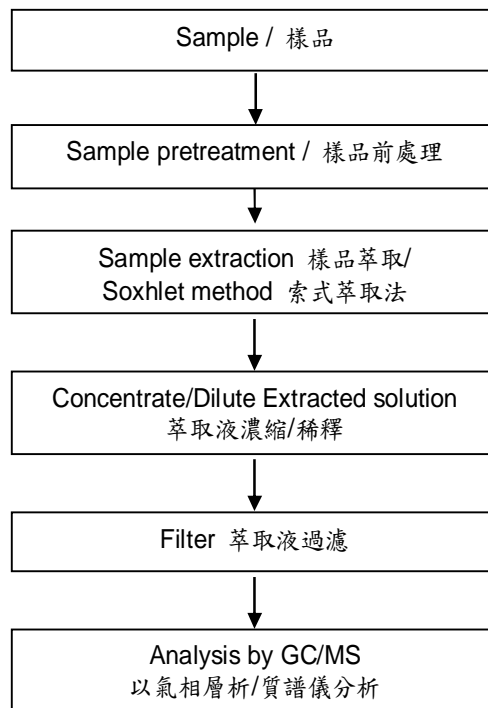 Sample / 樣品
Sample pretreatment / 樣品前處理
Sample extraction 樣品萃取/
Soxhlet method 索式萃取法
Concentrate/Dilute Extracted solution
萃取液濃縮/稀釋
Filter 萃取液過濾
Analysis by GC/MS
以氣相層析/質譜儀分析